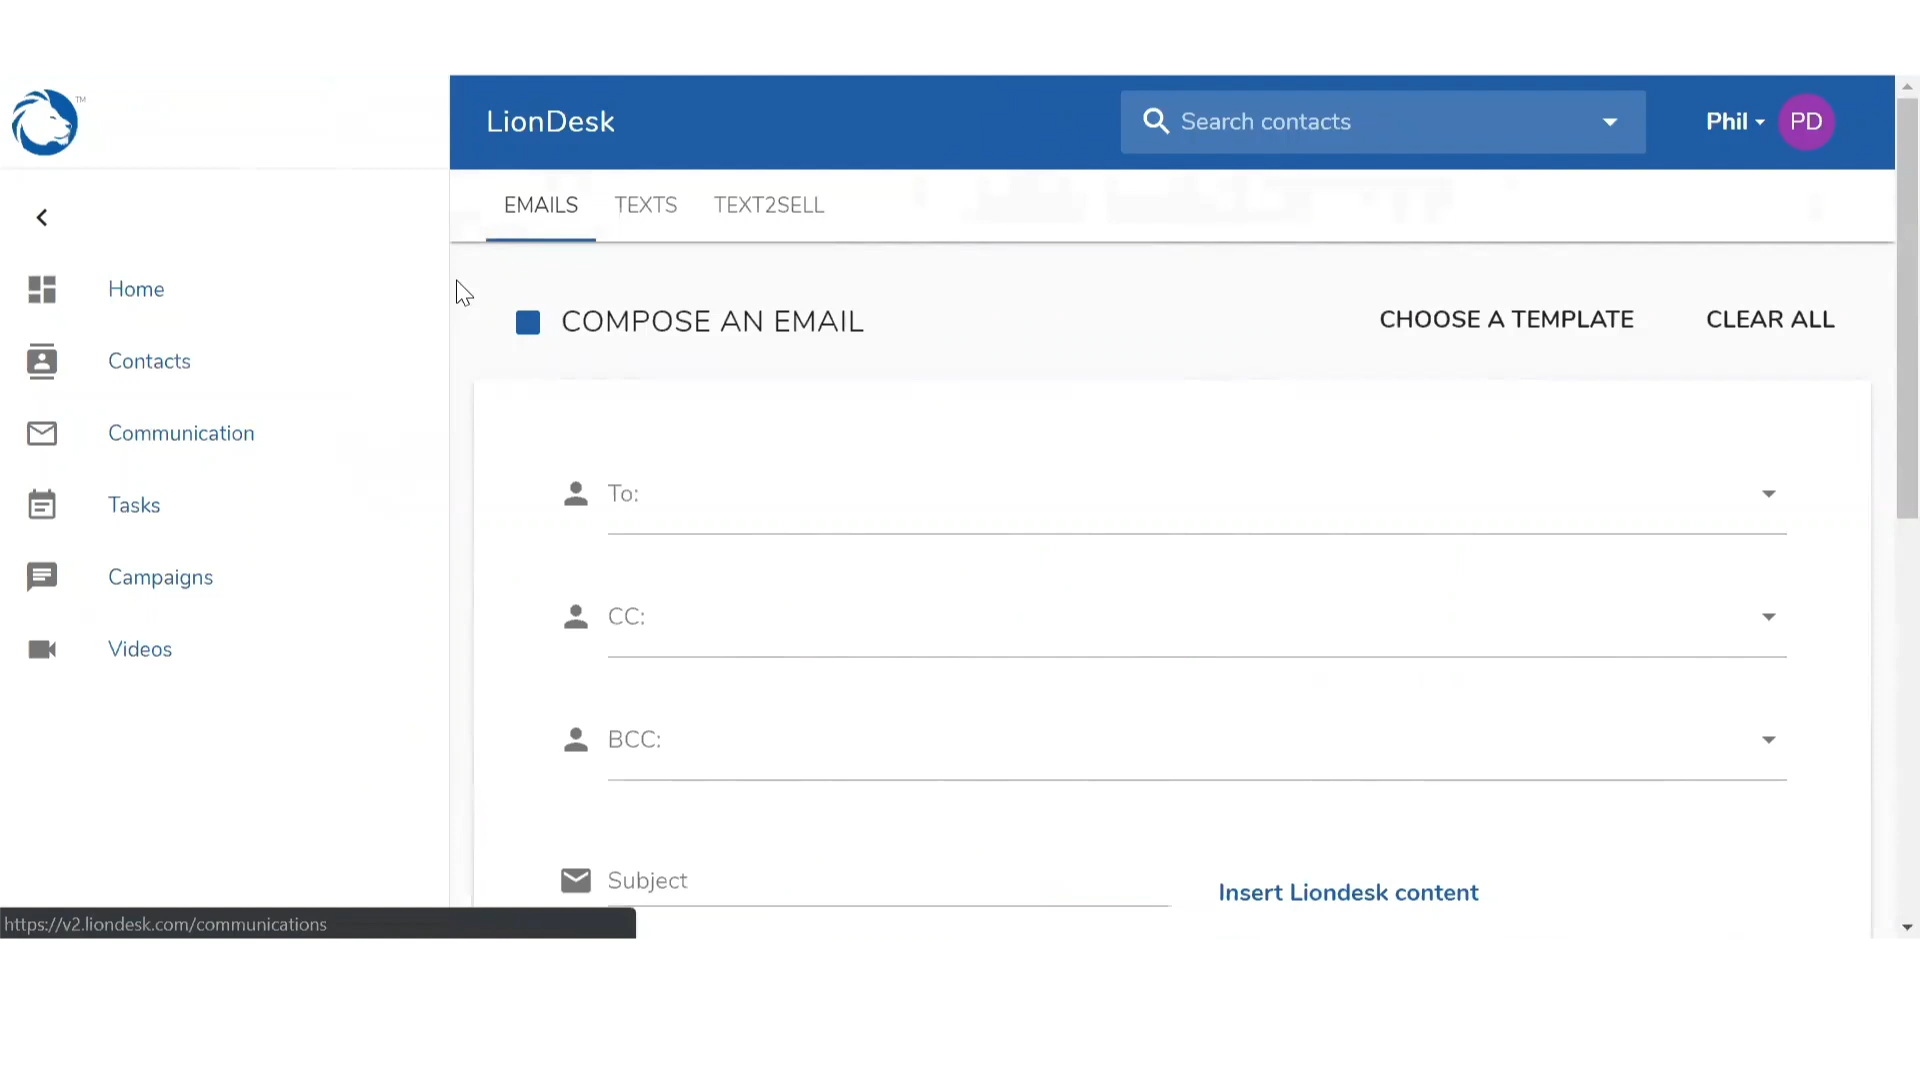 TM
LionDesk
Search contacts
Phil
PD
EMAILS
TEXTS
TEXT2SELL
Home
Contacts
Communication
Tasks
Campaigns
Videos
COMPOSE AN EMAIL
CHOOSE A TEMPLATE
CLEAR ALL
To:
CC:
BCC:
Subject
Insert Liondesk content
https://v2.liondesk.com/communications